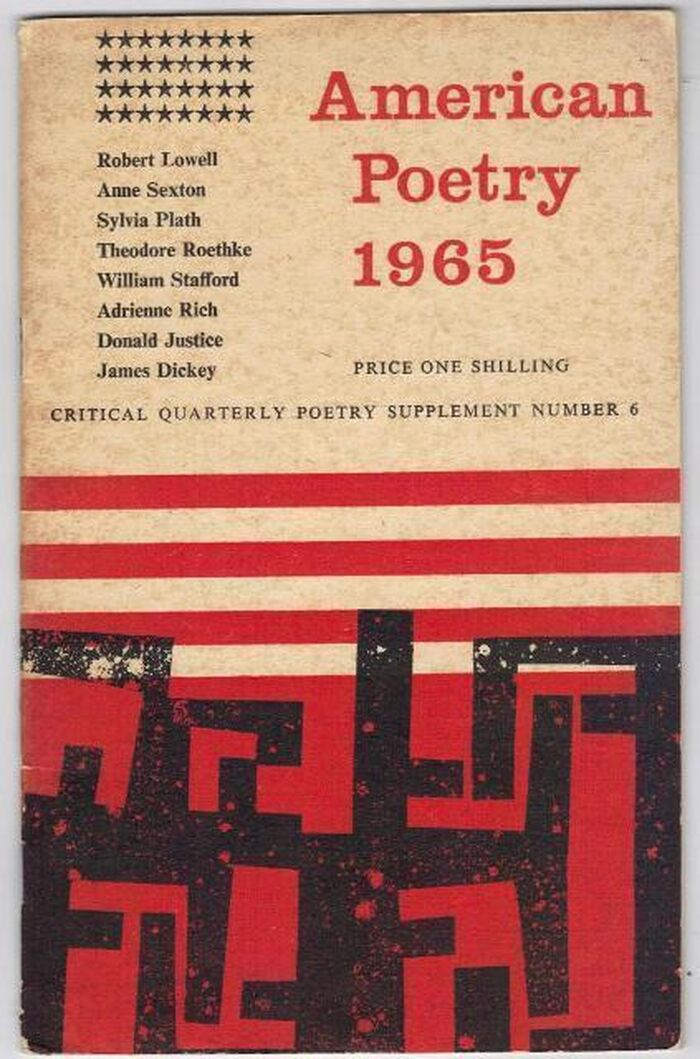 American
Poetry
1965
Robert Lowell
Anne Sexton
Sylvia Plath
Theodore Roethke
William Stafford
Adrienne Rich
Donald Justice
James Dickey
PRICE ONE SHILLING
CRITICAL QUARTERLY POETRY SUPPLEMENT NUMBER 6